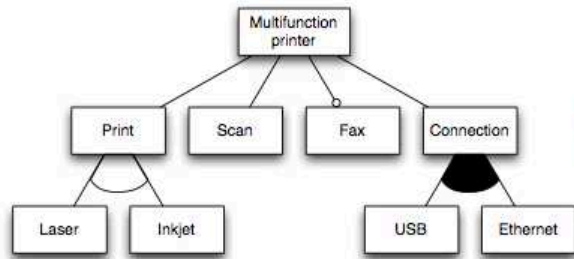 Multifunction
printer
Print
Scan
Fax
Connection
Laser
Inkjet
USB
Ethernet